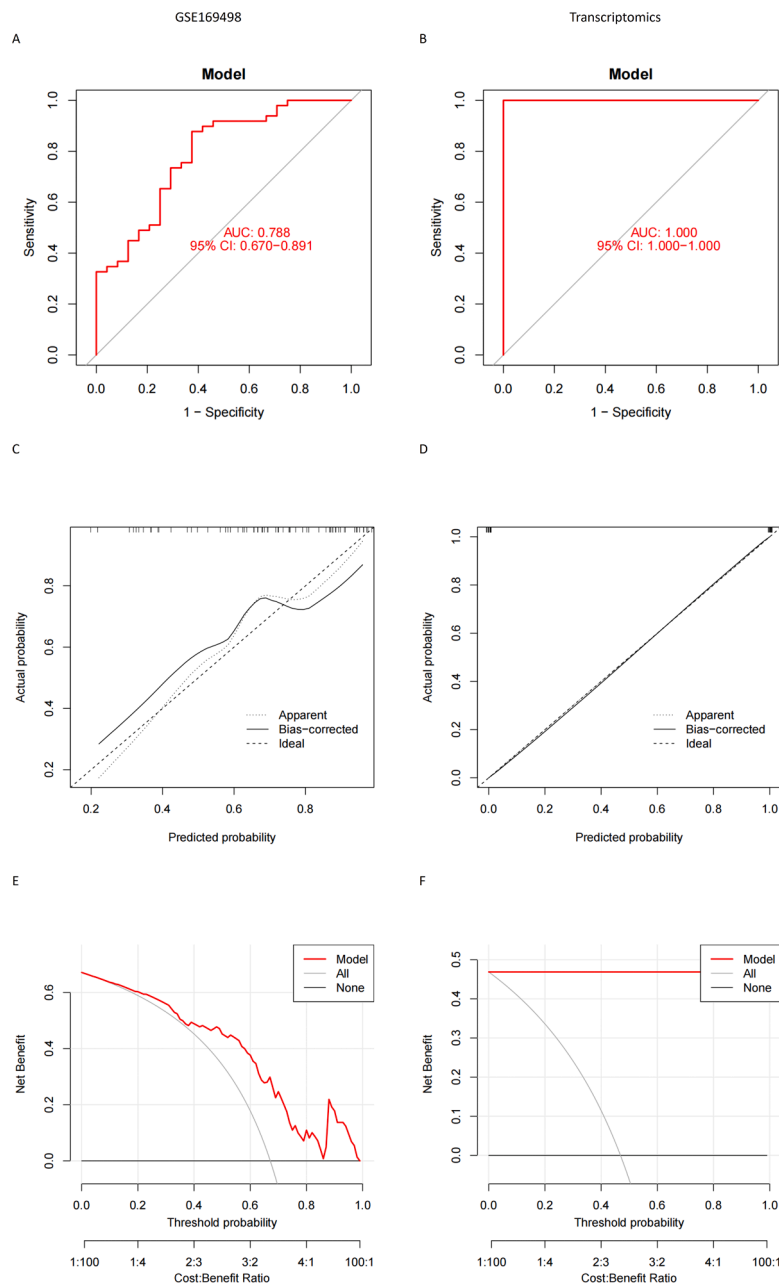 GSE169498
Transcriptomics
A
B
Model
Sensitivity
0.0 0.2 0.4 0.6 0.8 1.0
AUC: 0.788
95% CI: 0.670−0.891
0.0 0.2 0.4 0.6 0.8 1.0
1 − Specificity
Model
Sensitivity
0.0 0.2 0.4 0.6 0.8 1.0
AUC: 1.000
95% CI: 1.000−1.000
0.0 0.2 0.4 0.6 0.8 1.0
1 − Specificity
C
D
Actual probability
0.2 0.4 0.6 0.8
Apparent
Bias−corrected
Ideal
0.2 0.4 0.6 0.8
Predicted probability
Actual probability
0.0 0.2 0.4 0.6 0.8 1.0
Apparent
Bias−corrected
Ideal
0.0 0.2 0.4 0.6 0.8 1.0
Predicted probability
E
F
Net Benefit
0.0 0.2 0.4 0.6
Model
All
None
0.0 0.2 0.4 0.6 0.8 1.0
Threshold probability
1:100 1:4 2:3 3:2 4:1 100:1
Cost:Benefit Ratio
Net Benefit
0.0 0.1 0.2 0.3 0.4 0.5
Model
All
None
0.0 0.2 0.4 0.6 0.8 1.0
Threshold probability
1:100 1:4 2:3 3:2 4:1 100:1
Cost:Benefit Ratio